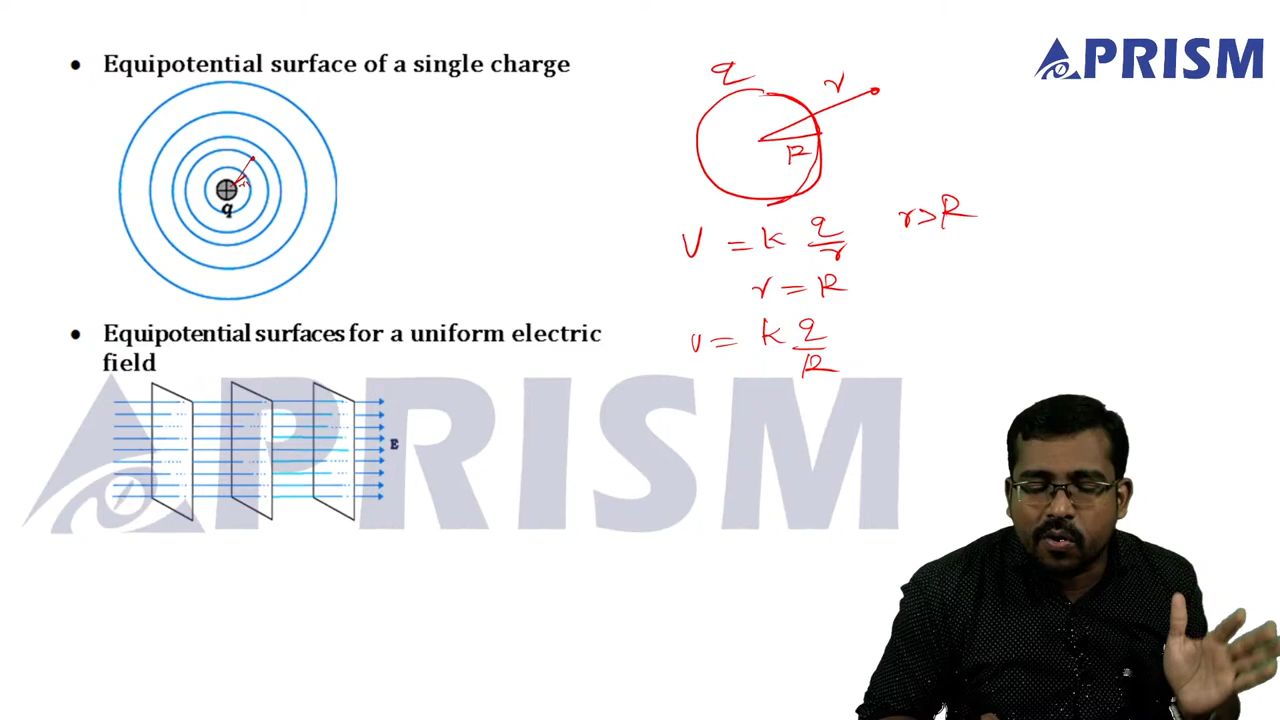 • Equipotential surface of a single charge
q
• Equipotential surfaces for a uniform electric
field
E
PRISM
q
r
R
V = k q/r r>R
r = R
v = k q/R
PRISM